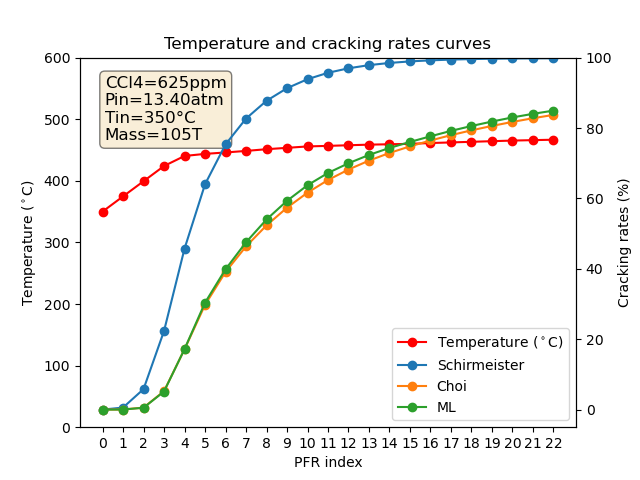 Temperature and cracking rates curves
CCl4=625ppm
Pin=13.40atm
Tin=350°C
Mass=105T
Temperature (°C)
600
500
400
300
200
100
0
Cracking rates (%)
100
80
60
40
20
0
Temperature (°C)
Schirmeister
Choi
ML
0 1 2 3 4 5 6 7 8 9 10 11 12 13 14 15 16 17 18 19 20 21 22
PFR index